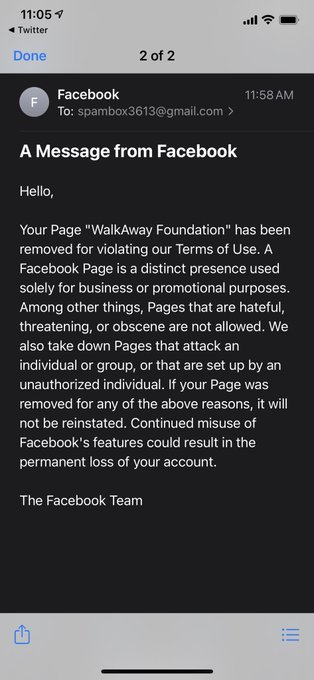 11:05
◀ Twitter
Done
2 of 2
F
Facebook
11:58 AM
To: spambox3613@gmail.com >
A Message from Facebook
Hello,
Your Page "WalkAway Foundation" has been
removed for violating our Terms of Use. A
Facebook Page is a distinct presence used
solely for business or promotional purposes.
Among other things, Pages that are hateful,
threatening, or obscene are not allowed. We
also take down Pages that attack an
individual or group, or that are set up by an
unauthorized individual. If your Page was
removed for any of the above reasons, it will
not be reinstated. Continued misuse of
Facebook's features could result in the
permanent loss of your account.
The Facebook Team